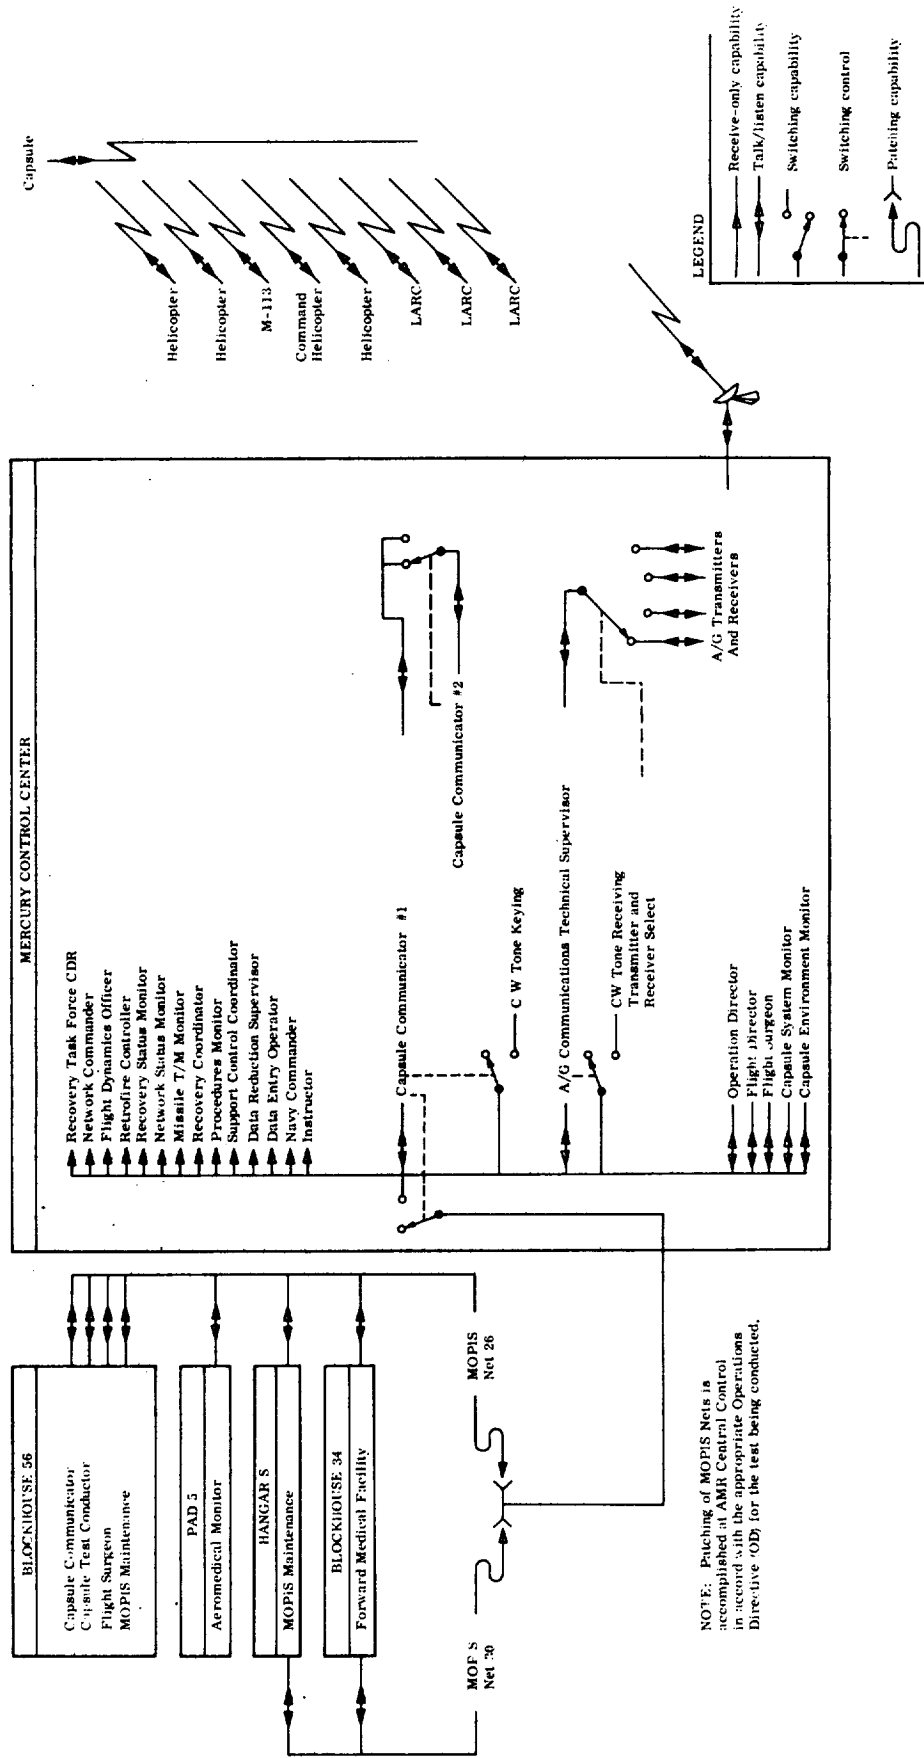 BLOCKHOUSE 56
Capsule Communicator
Capsule Test Conductor
Flight Surgeon
MOPIS Maintenance
PAD 5
Aeromedical Monitor
HANGAR S
MOPIS Maintenance
BLOCKHOUSE 34
Forward Medical Facility
MOPIS
Net 26
MOP S
Net 30
NOTE: Patching of MOPIS Nets is
accomplished at AMR Central Control
in accord with the appropriate Operations
Directive (OD) for the test being conducted.
MERCURY CONTROL CENTER
Recovery Task Force CDR
Network Commander
Flight Dynamics Officer
Retrofire Controller
Recovery Status Monitor
Network Status Monitor
Missile T/M Monitor
Recovery Coordinator
Procedures Monitor
Support Control Coordinator
Data Reduction Supervisor
Data Entry Operator
Navy Commander
Instructor
Capsule Communicator #1
Capsule Communicator #2
C W Tone Keying
A/G Communications Technical Supervisor
CW Tone Receiving
Transmitter and
Receiver Select
A/G Transmitters
And Receivers
Operation Director
Flight Director
Flight Surgeon
Capsule System Monitor
Capsule Environment Monitor
Capsule
Helicopter
Helicopter
M-113
Command
Helicopter
Helicopter
LARC
LARC
LARC
LEGEND
Receive-only capability
Talk/listen capability
Switching capability
Switching control
Patching capability